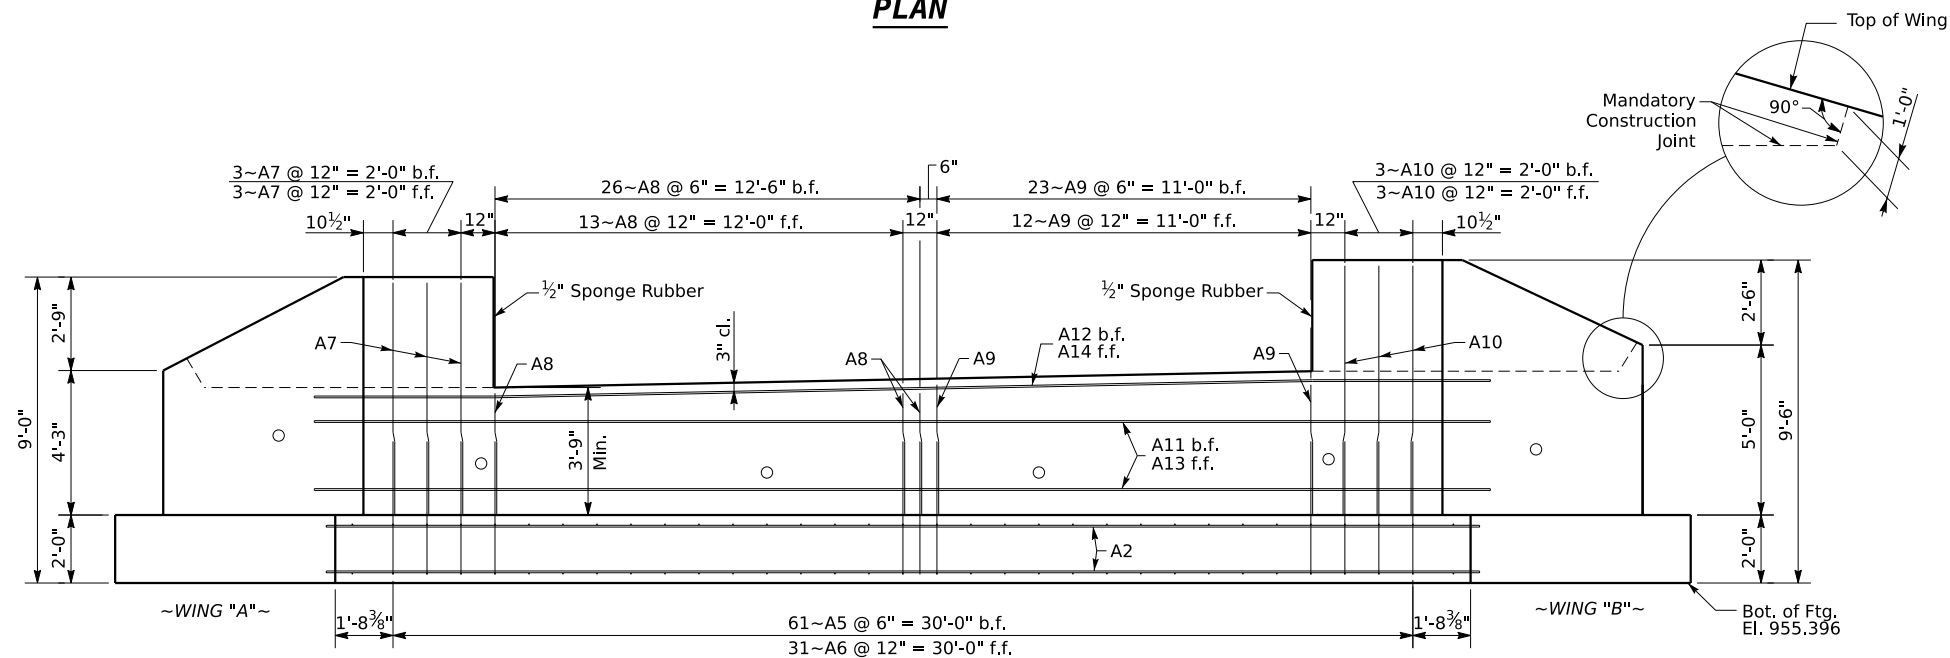 PLAN
Top of Wing
Mandatory
Construction
Joint
90°
1'-0"
3~A7 @ 12" = 2'-0" b.f.
3~A7 @ 12" = 2'-0" f.f.
26~A8 @ 6" = 12'-6" b.f.
6"
23~A9 @ 6" = 11'-0" b.f.
3~A10 @ 12" = 2'-0" b.f.
3~A10 @ 12" = 2'-0" f.f.
10½"
12"
13~A8 @ 12" = 12'-0" f.f.
12"
12~A9 @ 12" = 11'-0" f.f.
12"
10½"
½" Sponge Rubber
½" Sponge Rubber
2'-9"
2'-6"
A7
A8
3" cl.
A8
A9
A12 b.f.
A14 f.f.
A9
A10
9'-0"
4'-3"
3'-9"
Min.
A11 b.f.
A13 f.f.
5'-0"
9'-6"
2'-0"
A2
2'-0"
~WING "A"~
~WING "B"~
Bot. of Ftg.
El. 955.396
1'-8⅜"
61~A5 @ 6" = 30'-0" b.f.
31~A6 @ 12" = 30'-0" f.f.
1'-8⅜"